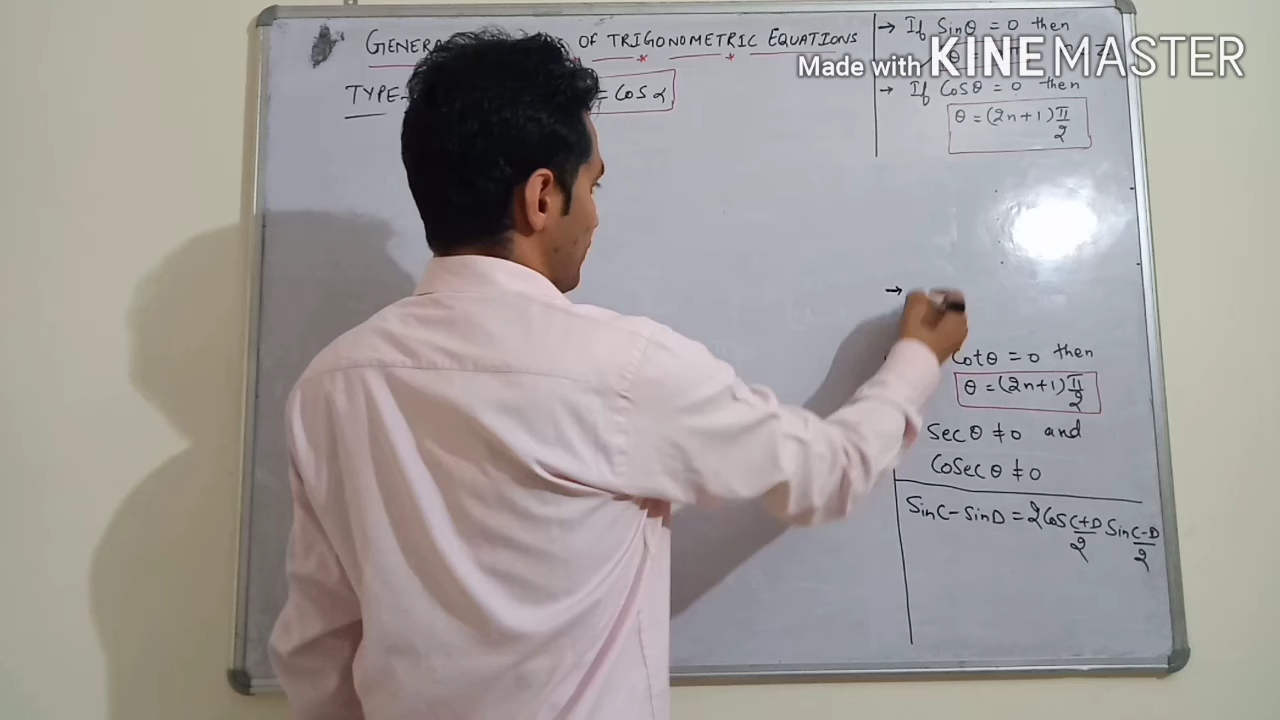 GENERA OF TRIGONOMETRIC EQUATIONS
TYPE- = COS α
→ If Sinθ = 0 then
Made with KINEMASTER
→ If Cosθ = 0 then
θ = (2n+1)π/2
→
Cotθ = 0 then
θ = (2n+1)π/2
Secθ ≠ 0 and
Cosecθ ≠ 0
SinC - SinD = 2Cos C+D/2 Sin C-D/2